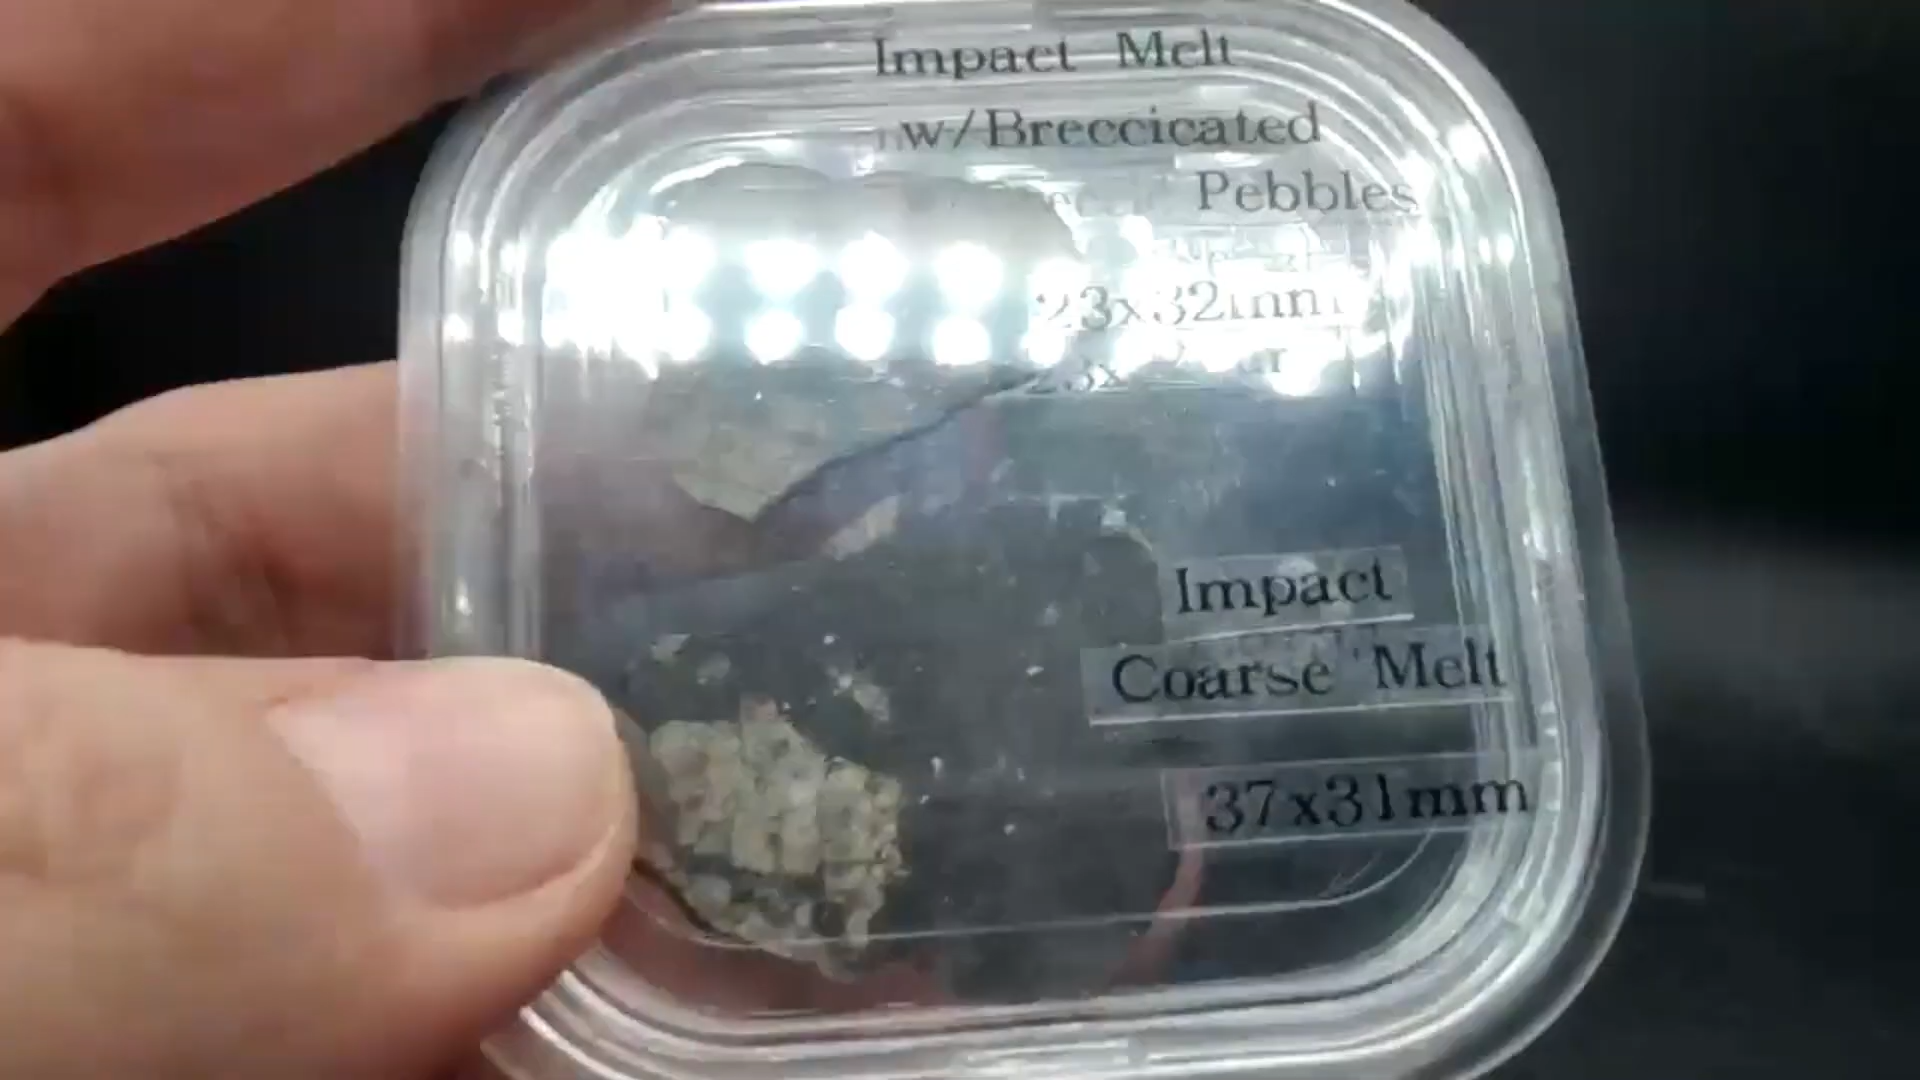 Impact Melt
w/Breccicated
Pebbles
23x32mm
Impact
Coarse Melt
37x31mm